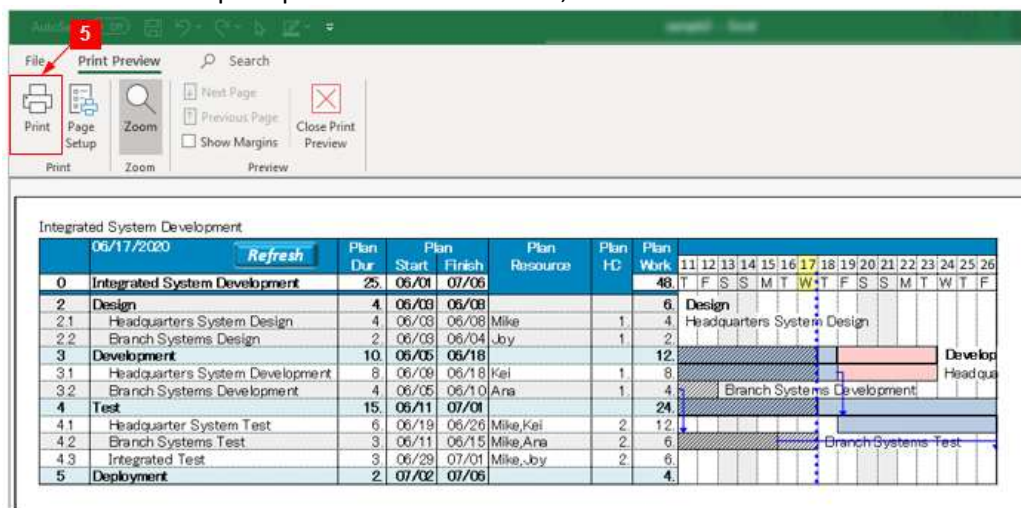 5
File Print Preview Search
Print
Page Setup
Zoom
Next Page
Previous Page
Show Margins
Close Print Preview
Print Zoom Preview
Integrated System Development
06/17/2020 Refresh Plan Dur Plan Start Finish Plan Resource Plan HC Plan Work 11 12 13 14 15 16 17 18 19 20 21 22 23 24 25 26
0 Integrated System Development 25. 06/01 07/06 48. T F S S M T W T F S S M T W T F
2 Design 4. 06/03 06/08 6. Design
2.1 Headquarters System Design 4. 06/03 06/08 Mike 1. 4. Headquarters System Design
2.2 Branch Systems Design 2. 06/03 06/04 Joy 1. 2.
3 Development 10. 06/05 06/18 12. Develop
3.1 Headquarters System Development 8. 06/09 06/18 Kei 1. 8. Headqua
3.2 Branch Systems Development 4. 06/05 06/10 Ana 1. 4. Branch Systems Development
4 Test 15. 06/11 07/01 24.
4.1 Headquarter System Test 6. 06/19 06/26 Mike,Kei 2. 12.
4.2 Branch Systems Test 3. 06/11 06/15 Mike,Ana 2. 6. Branch Systems Test
4.3 Integrated Test 3. 06/29 07/01 Mike,Joy 2. 6.
5 Deployment 2. 07/02 07/06 4.